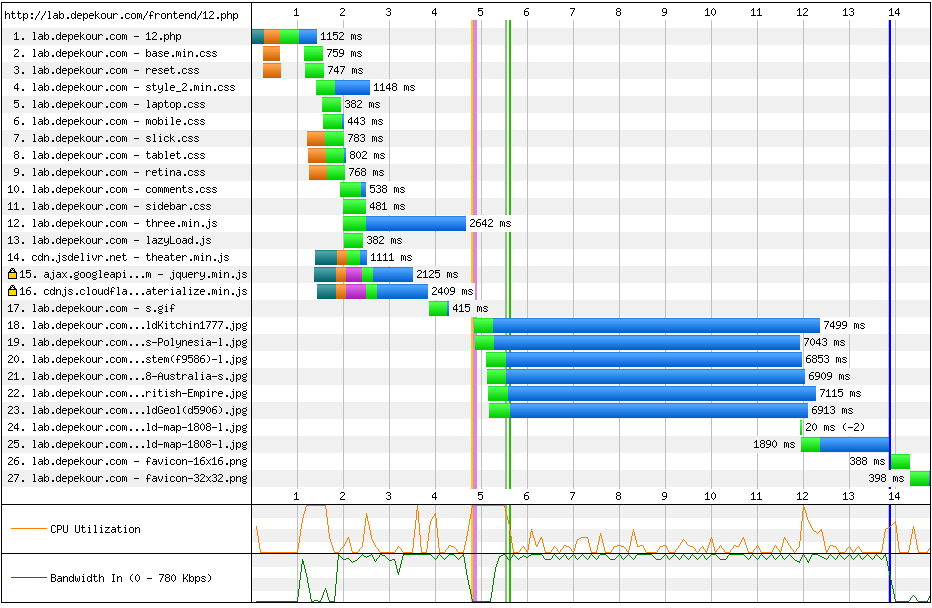 http://lab.depekour.com/frontend/12.php 1 2 3 4 5 6 7 8 9 10 11 12 13 14
1. lab.depekour.com - 12.php 1152 ms
2. lab.depekour.com - base.min.css 759 ms
3. lab.depekour.com - reset.css 747 ms
4. lab.depekour.com - style_2.min.css 1148 ms
5. lab.depekour.com - laptop.css 382 ms
6. lab.depekour.com - mobile.css 443 ms
7. lab.depekour.com - slick.css 783 ms
8. lab.depekour.com - tablet.css 802 ms
9. lab.depekour.com - retina.css 768 ms
10. lab.depekour.com - comments.css 538 ms
11. lab.depekour.com - sidebar.css 481 ms
12. lab.depekour.com - three.min.js 2642 ms
13. lab.depekour.com - lazyLoad.js 382 ms
14. cdn.jsdelivr.net - theater.min.js 1111 ms
15. ajax.googleapi...m - jquery.min.js 2125 ms
16. cdnjs.cloudfla...aterialize.min.js 2409 ms
17. lab.depekour.com - s.gif 415 ms
18. lab.depekour.com...ldKitchin1777.jpg 7499 ms
19. lab.depekour.com...s-Polynesia-l.jpg 7043 ms
20. lab.depekour.com...stem(f9586)-l.jpg 6853 ms
21. lab.depekour.com...8-Australia-s.jpg 6909 ms
22. lab.depekour.com...ritish-Empire.jpg 7115 ms
23. lab.depekour.com...ldGeol(d5906).jpg 6913 ms
24. lab.depekour.com...ld-map-1808-l.jpg 20 ms (-2)
25. lab.depekour.com...ld-map-1808-l.jpg 1890 ms
26. lab.depekour.com - favicon-16x16.png 388 ms
27. lab.depekour.com - favicon-32x32.png 398 ms
1 2 3 4 5 6 7 8 9 10 11 12 13 14
CPU Utilization
Bandwidth In (0 - 780 Kbps)